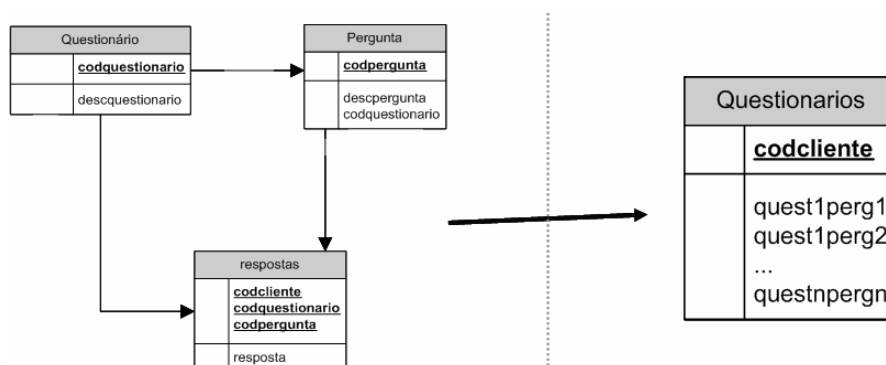 Questionário
codquestionario
descquestionario
Pergunta
codpergunta
descpergunta
codquestionario
respostas
codcliente
codquestionario
codpergunta
resposta
Questionarios
codcliente
quest1perg1
quest1perg2
...
questnpergn